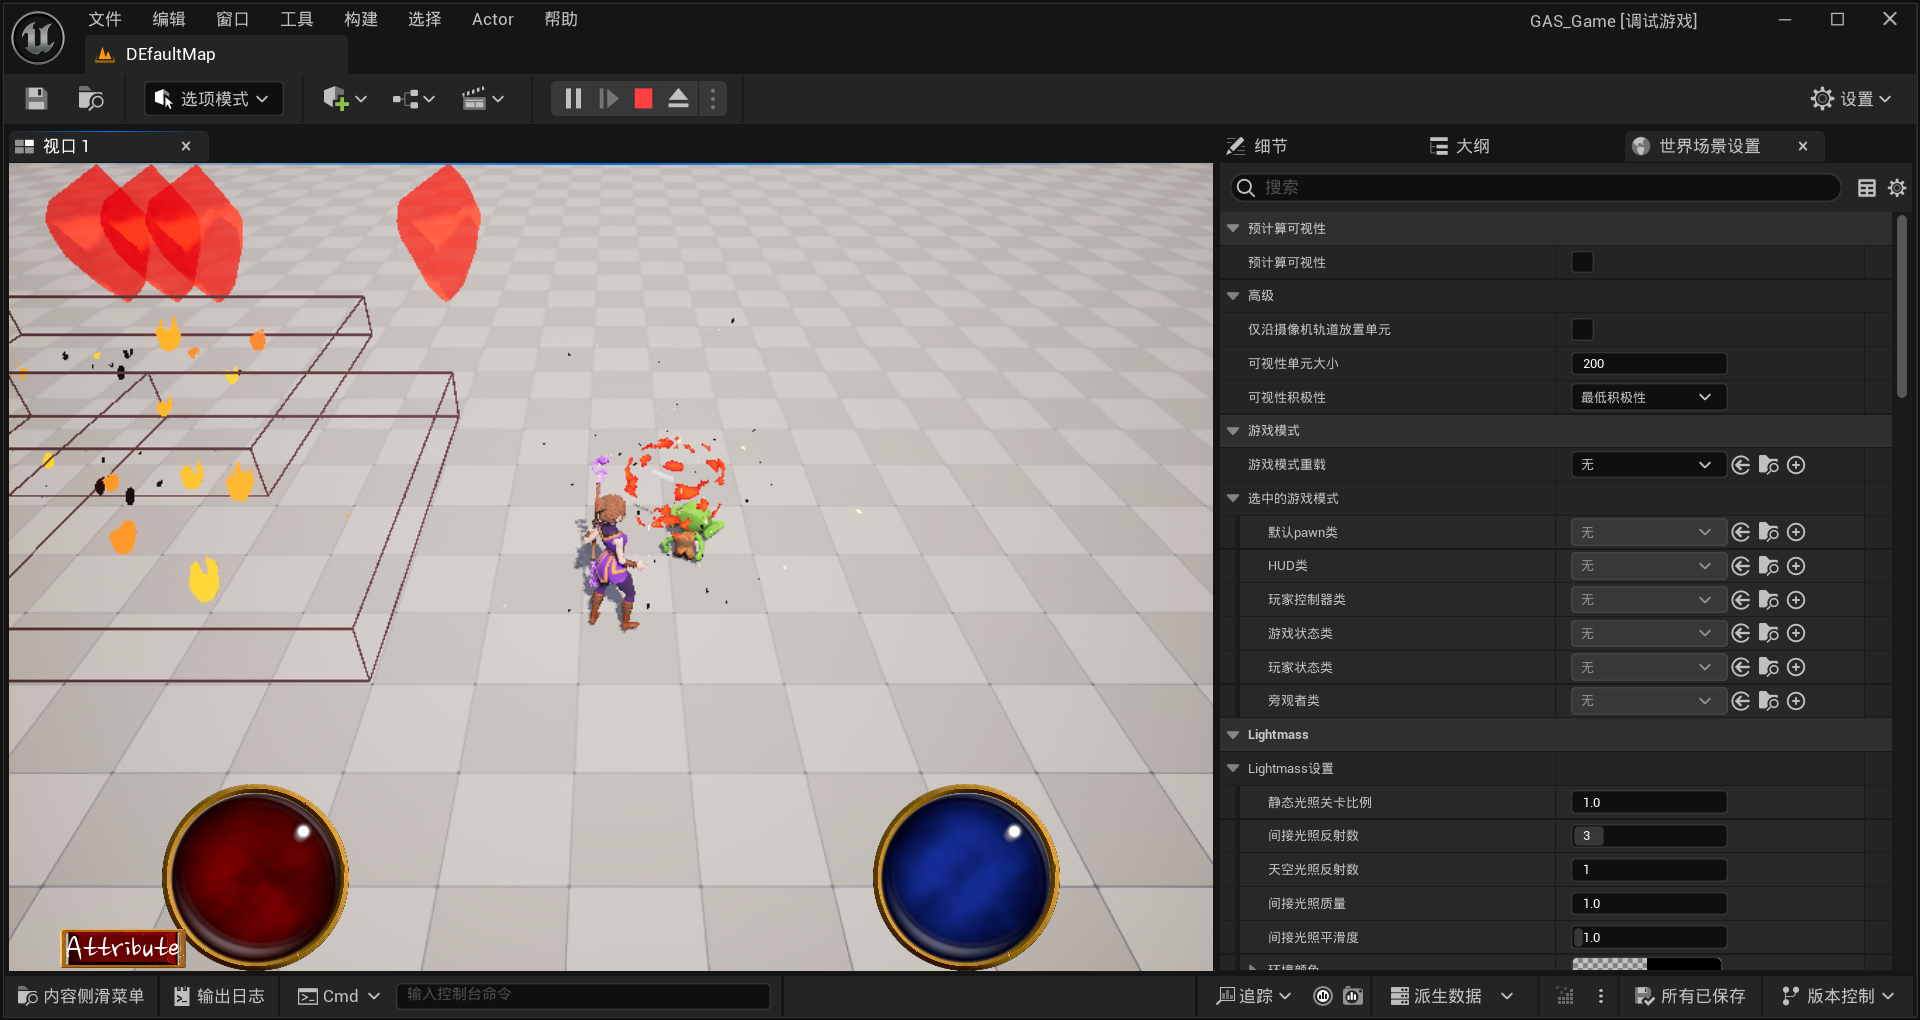 文件 编辑 窗口 工具 构建 选择 Actor 帮助
GAS_Game [调试游戏]
DEfaultMap
选项模式
设置
视口 1
细节
大纲
世界场景设置
搜索
预计算可视性
预计算可视性
高级
仅沿摄像机轨道放置单元
可视性单元大小 200
可视性积极性 最低积极性
游戏模式
游戏模式重载 无
选中的游戏模式
默认pawn类 无
HUD类 无
玩家控制器类 无
游戏状态类 无
玩家状态类 无
旁观者类 无
Lightmass
Lightmass设置
静态光照关卡比例 1.0
间接光照反射数 3
天空光照反射数 1
间接光照质量 1.0
间接光照平滑度 1.0
环境颜色
Attribute
内容侧滑菜单 输出日志 Cmd 输入控制台命令 追踪 派生数据 所有已保存 版本控制